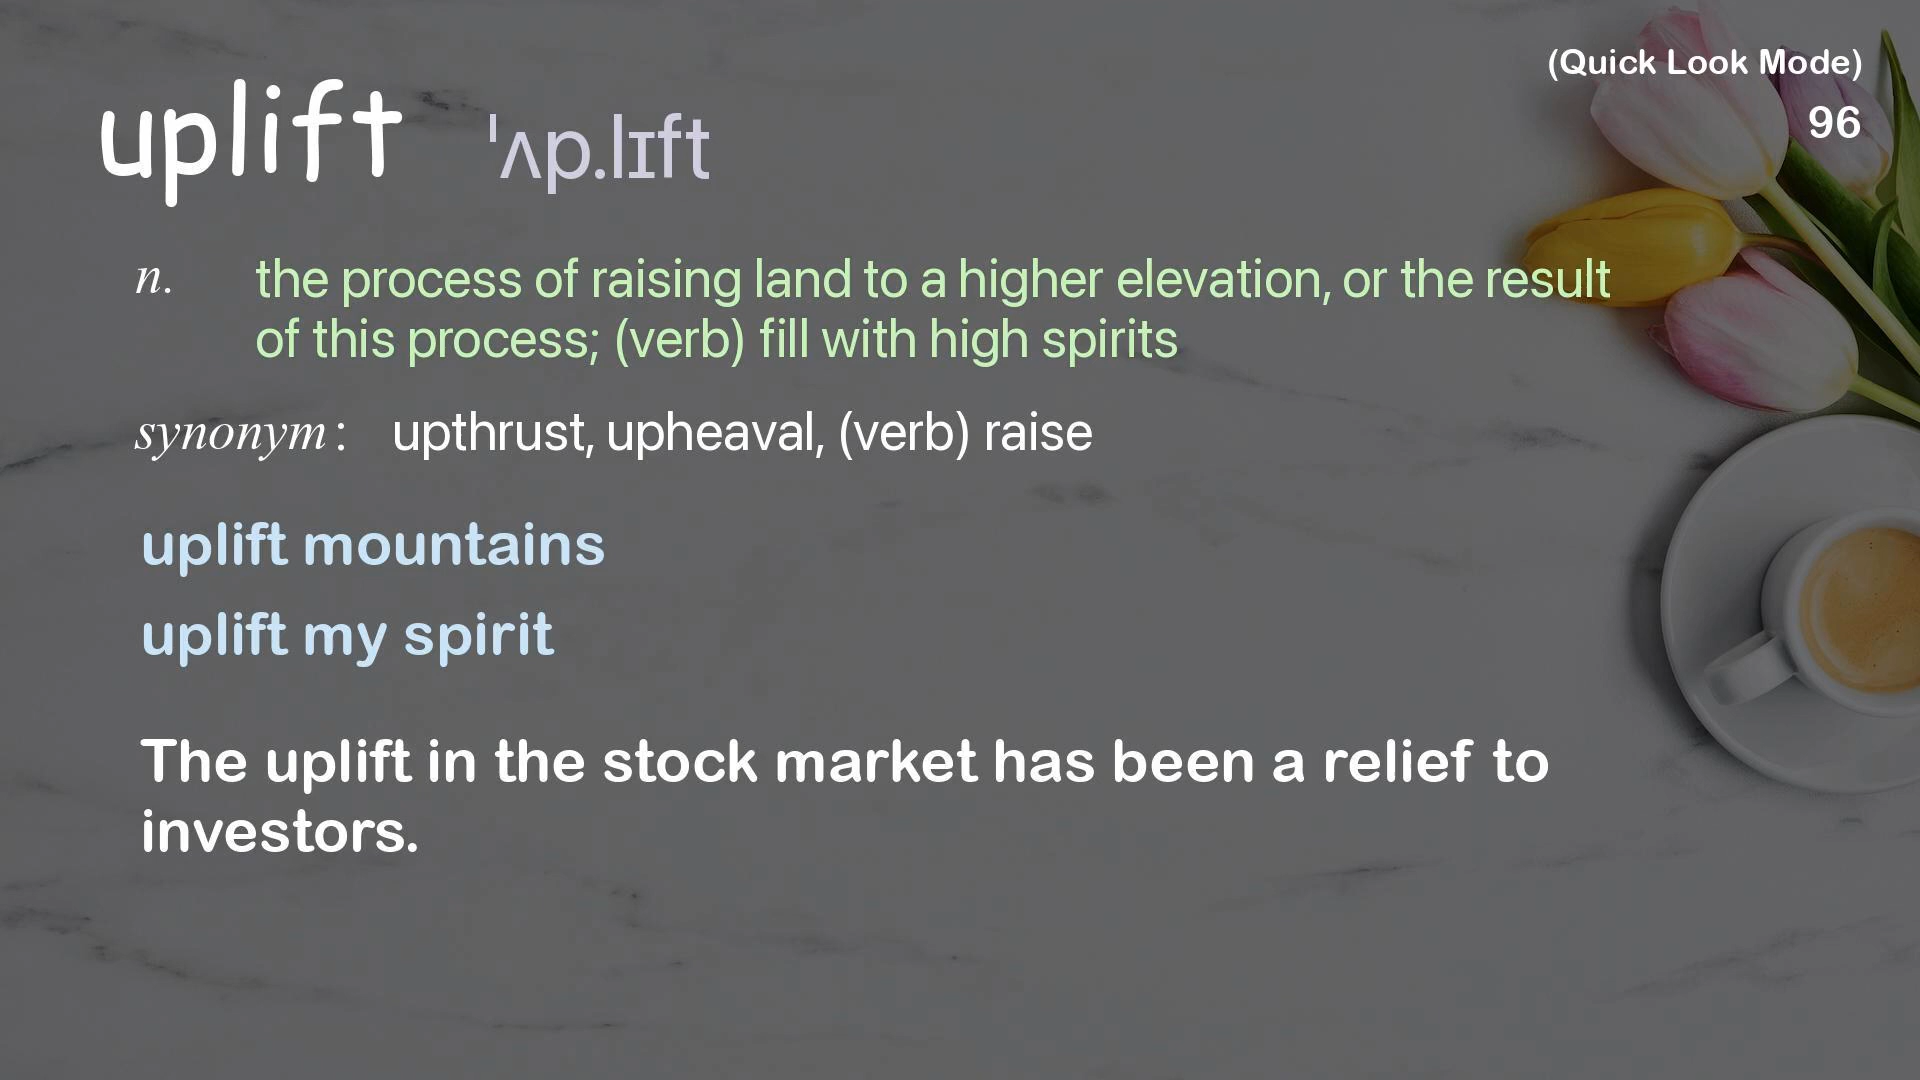 (Quick Look Mode)
96
uplift ˈʌp.lɪft
n. the process of raising land to a higher elevation, or the result
of this process; (verb) fill with high spirits
synonym: upthrust, upheaval, (verb) raise
uplift mountains
uplift my spirit
The uplift in the stock market has been a relief to
investors.